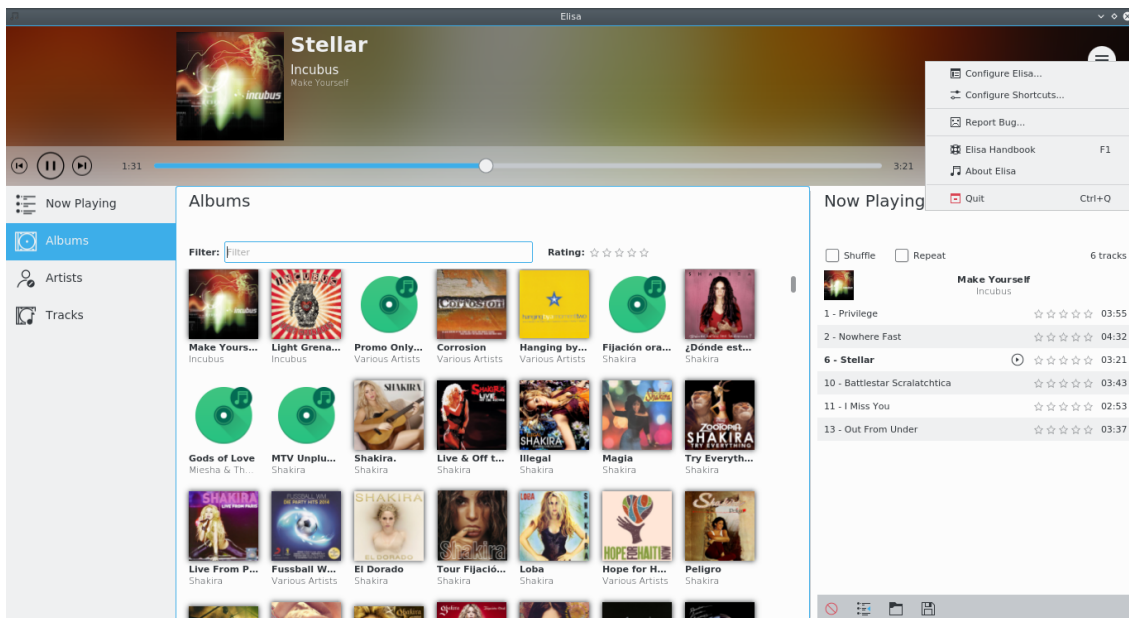 Elisa
Stellar
Incubus
Make Yourself
1:31
3:21
Configure Elisa...
Configure Shortcuts...
Report Bug...
Elisa Handbook F1
About Elisa
Quit Ctrl+Q
Now Playing
Albums
Artists
Tracks
Albums
Filter: Filter
Rating:
Make Yours...
Incubus
Light Grena...
Incubus
Promo Only...
Various Artists
Corrosion
Various Artists
Hanging by...
Various Artists
Fijación ora...
Shakira
¿Dónde est...
Shakira
Gods of Love
Miesha & Th...
MTV Unplu...
Shakira
Shakira.
Shakira
Live & Off t...
Shakira
Illegal
Shakira
Magia
Shakira
Try Everyth...
Shakira
Live From P...
Shakira
Fussball W...
Various Artists
El Dorado
Shakira
Tour Fijació...
Shakira
Loba
Shakira
Hope for H...
Various Artists
Peligro
Shakira
Now Playing
Shuffle
Repeat
6 tracks
Make Yourself
Incubus
1 - Privilege 03:55
2 - Nowhere Fast 04:32
6 - Stellar 03:21
10 - Battlestar Scralatchtica 03:43
11 - I Miss You 02:53
13 - Out From Under 03:37